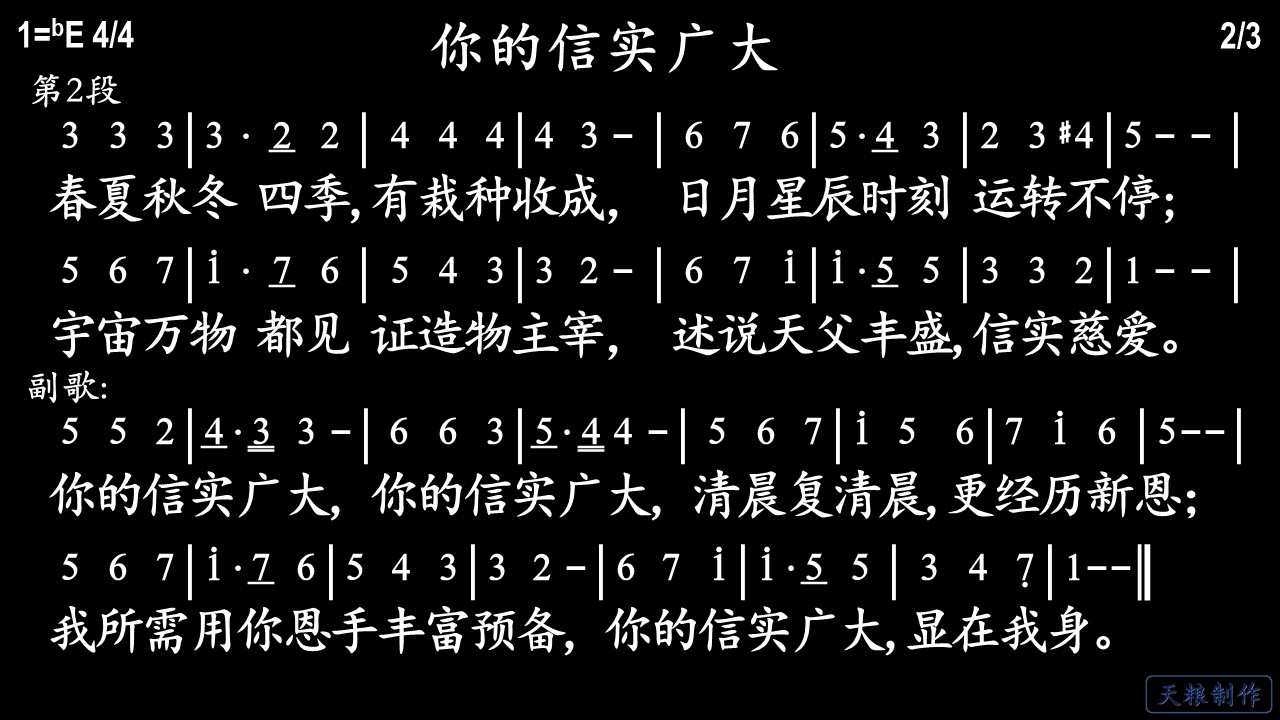 1=ᵇE 4/4 你的信实广大 2/3
第2段
3 3 3 | 3 · 2 2 | 4 4 4 | 4 3 – | 6 7 6 | 5 · 4 3 | 2 3 #4 | 5 – – |
春夏秋冬 四季,有栽种收成, 日月星辰时刻 运转不停;
5 6 7 | i · 7 6 | 5 4 3 | 3 2 – | 6 7 i | i · 5 5 | 3 3 2 | 1 – – |
宇宙万物 都见 证造物主宰, 述说天父丰盛,信实慈爱。
副歌:
5 5 2 | 4 · 3 3 – | 6 6 3 | 5 · 4 4 – | 5 6 7 | i 5 6 | 7 i 6 | 5 – – |
你的信实广大, 你的信实广大, 清晨复清晨,更经历新恩;
5 6 7 | i · 7 6 | 5 4 3 | 3 2 – | 6 7 i | i · 5 5 | 3 4 7̣ | 1 – – ‖
我所需用你恩手丰富预备, 你的信实广大,显在我身。
天粮制作